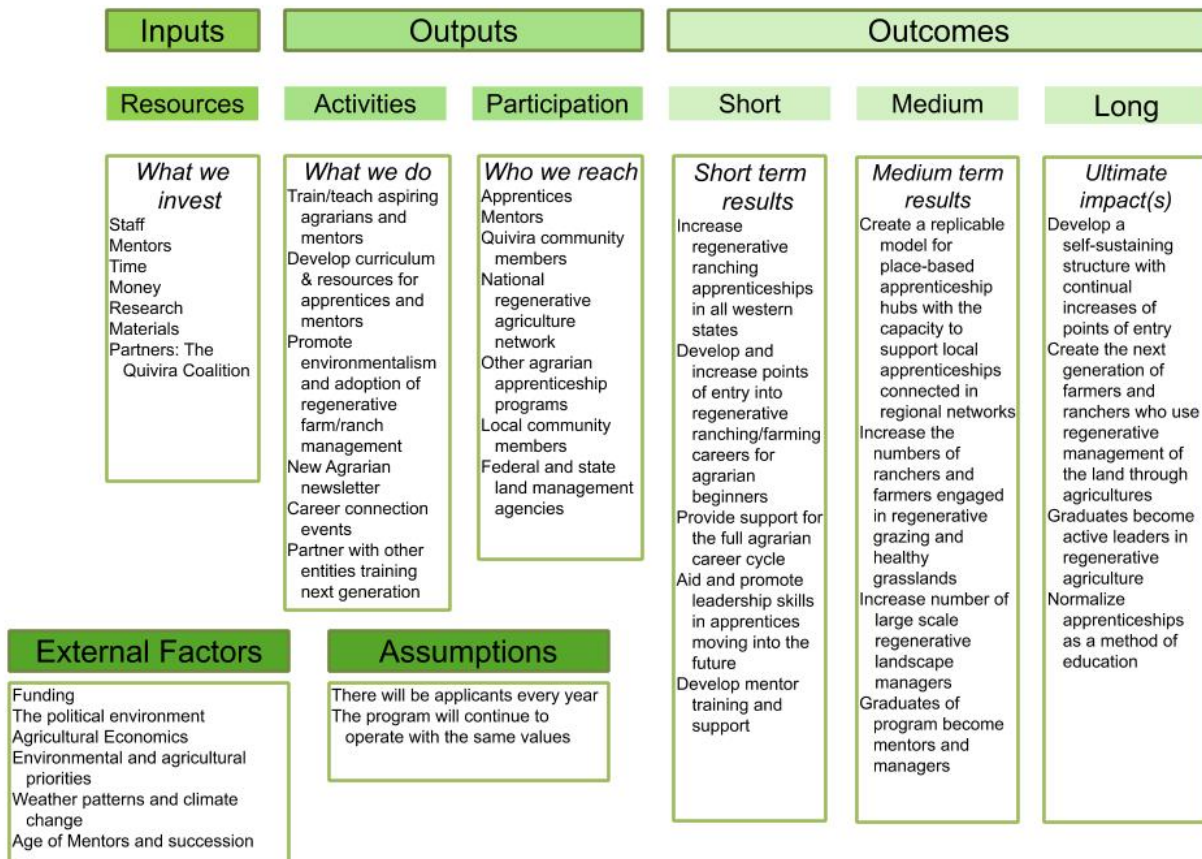 Inputs
Outputs
Outcomes
Resources
Activities
Participation
Short
Medium
Long
What we
invest
Staff
Mentors
Time
Money
Research
Materials
Partners: The
Quivira Coalition
What we do
Train/teach aspiring
agrarians and
mentors
Develop curriculum
& resources for
apprentices and
mentors
Promote
environmentalism
and adoption of
regenerative
farm/ranch
management
New Agrarian
newsletter
Career connection
events
Partner with other
entities training
next generation
Who we reach
Apprentices
Mentors
Quivira community
members
National
regenerative
agriculture
network
Other agrarian
apprenticeship
programs
Local community
members
Federal and state
land management
agencies
Short term
results
Increase
regenerative
ranching
apprenticeships
in all western
states
Develop and
increase points
of entry into
regenerative
ranching/farming
careers for
agrarian
beginners
Provide support for
the full agrarian
career cycle
Aid and promote
leadership skills
in apprentices
moving into the
future
Develop mentor
training and
support
Medium term
results
Create a replicable
model for
place-based
apprenticeship
hubs with the
capacity to
support local
apprenticeships
connected in
regional networks
Increase the
numbers of
ranchers and
farmers engaged
in regenerative
grazing and
healthy
grasslands
Increase number of
large scale
regenerative
landscape
managers
Graduates of
program become
mentors and
managers
Ultimate
impact(s)
Develop a
self-sustaining
structure with
continual
increases of
points of entry
Create the next
generation of
farmers and
ranchers who use
regenerative
management of
the land through
agricultures
Graduates become
active leaders in
regenerative
agriculture
Normalize
apprenticeships
as a method of
education
External Factors
Funding
The political environment
Agricultural Economics
Environmental and agricultural
priorities
Weather patterns and climate
change
Age of Mentors and succession
Assumptions
There will be applicants every year
The program will continue to
operate with the same values